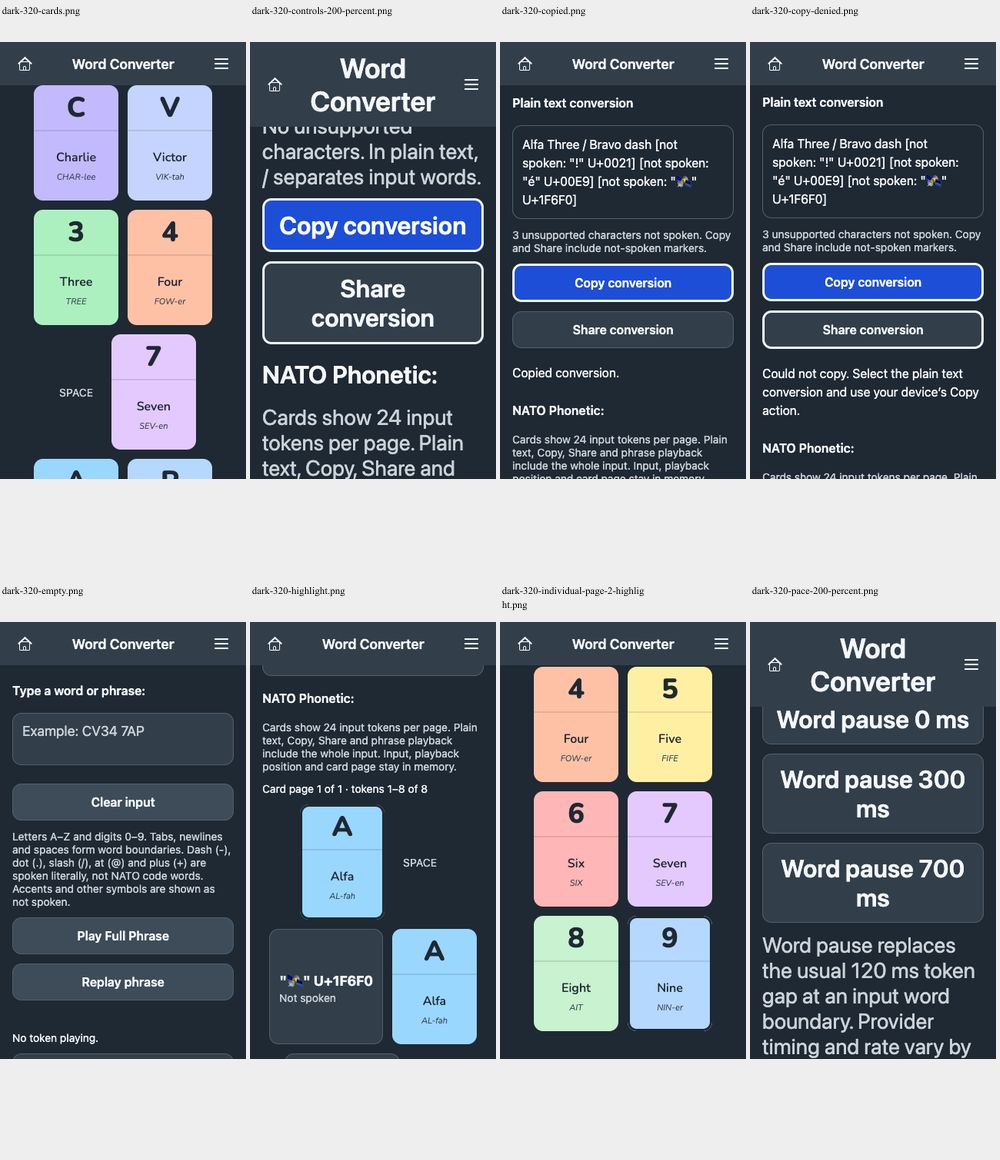 dark-320-cards.png
Word Converter
C
V
Charlie
Victor
CHAR-lee
VIK-tah
3
4
Three
Four
TREE
FOW-er
7
SPACE
Seven
SEV-en
A
B
dark-320-controls-200-percent.png
Word
Converter
No unsupported
characters. In plain text,
/ separates input words.
Copy conversion
Share
conversion
NATO Phonetic:
Cards show 24 input
tokens per page. Plain
text, Copy, Share and
dark-320-copied.png
Word Converter
Plain text conversion
Alfa Three / Bravo dash [not
spoken: "!" U+0021] [not spoken:
"é" U+00E9] [not spoken: "🛰"
U+1F6F0]
3 unsupported characters not spoken. Copy
and Share include not-spoken markers.
Copy conversion
Share conversion
Copied conversion.
NATO Phonetic:
Cards show 24 input tokens per page. Plain
text, Copy, Share and phrase playback
include the whole input. Input, playback
position and card page stay in memory.
dark-320-copy-denied.png
Word Converter
Plain text conversion
Alfa Three / Bravo dash [not
spoken: "!" U+0021] [not spoken:
"é" U+00E9] [not spoken: "🛰"
U+1F6F0]
3 unsupported characters not spoken. Copy
and Share include not-spoken markers.
Copy conversion
Share conversion
Could not copy. Select the plain text
conversion and use your device’s Copy
action.
NATO Phonetic:
Cards show 24 input tokens per page. Plain
dark-320-empty.png
Word Converter
Type a word or phrase:
Example: CV34 7AP
Clear input
Letters A–Z and digits 0–9. Tabs, newlines
and spaces form word boundaries. Dash (-),
dot (.), slash (/), at (@) and plus (+) are
spoken literally, not NATO code words.
Accents and other symbols are shown as
not spoken.
Play Full Phrase
Replay phrase
No token playing.
dark-320-highlight.png
Word Converter
NATO Phonetic:
Cards show 24 input tokens per page. Plain
text, Copy, Share and phrase playback
include the whole input. Input, playback
position and card page stay in memory.
Card page 1 of 1 · tokens 1–8 of 8
A
Alfa
SPACE
AL-fah
"🛰" U+1F6F0
Not spoken
A
Alfa
AL-fah
dark-320-individual-page-2-highlig
ht.png
Word Converter
4
5
Four
Five
FOW-er
FIFE
6
7
Six
Seven
SIX
SEV-en
8
9
Eight
Nine
AIT
NIN-er
dark-320-pace-200-percent.png
Word
Converter
Word pause 0 ms
Word pause 300
ms
Word pause 700
ms
Word pause replaces
the usual 120 ms token
gap at an input word
boundary. Provider
timing and rate vary by